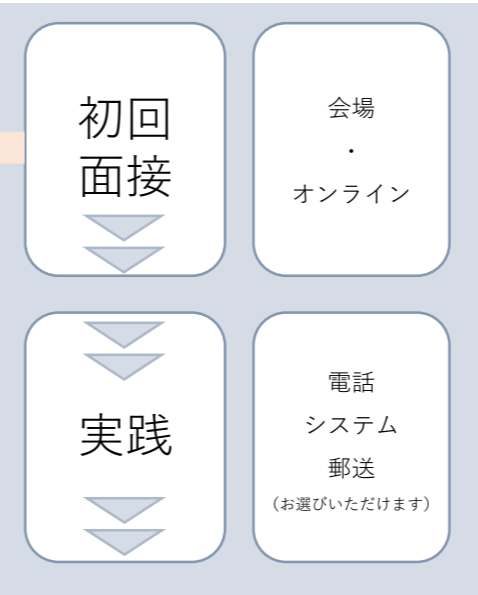 初回
面接
会場
・
オンライン
実践
電話
システム
郵送
（お選びいただけます）